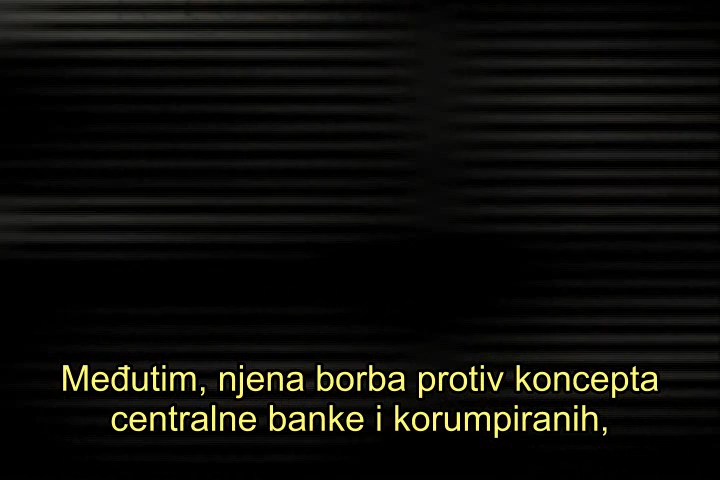 Međutim, njena borba protiv koncepta
centralne banke i korumpiranih,